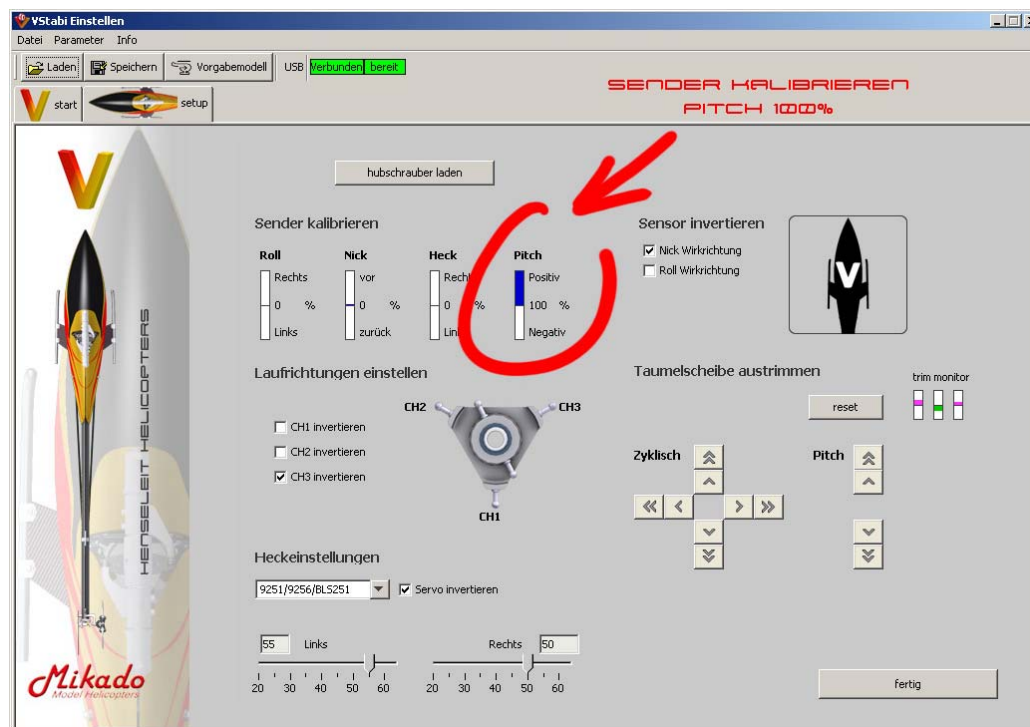 VStabi Einstellen
Datei Parameter Info
Laden Speichern Vorgabemodell USB Verbunden bereit
SENDER KALIBRIEREN
PITCH 100%
V start setup
hubschrauber laden
Sender kalibrieren
Roll Nick Heck Pitch
Rechts vor Positiv
0 % 0 % 0 % 100 %
Links zurück Negativ
Sensor invertieren
Nick Wirkrichtung
Roll Wirkrichtung
V
Laufrichtungen einstellen
CH2 CH3
CH1 invertieren
CH2 invertieren
CH3 invertieren
CH1
Taumelscheibe austrimmen
trim monitor
reset
Zyklisch Pitch
Heckeinstellungen
9251/9256/BLS251 Servo invertieren
55 Links Rechts 50
20 30 40 50 60 20 30 40 50 60
fertig
V
HENSELEIT HELICOPTERS
Mikado
Model Helicopters